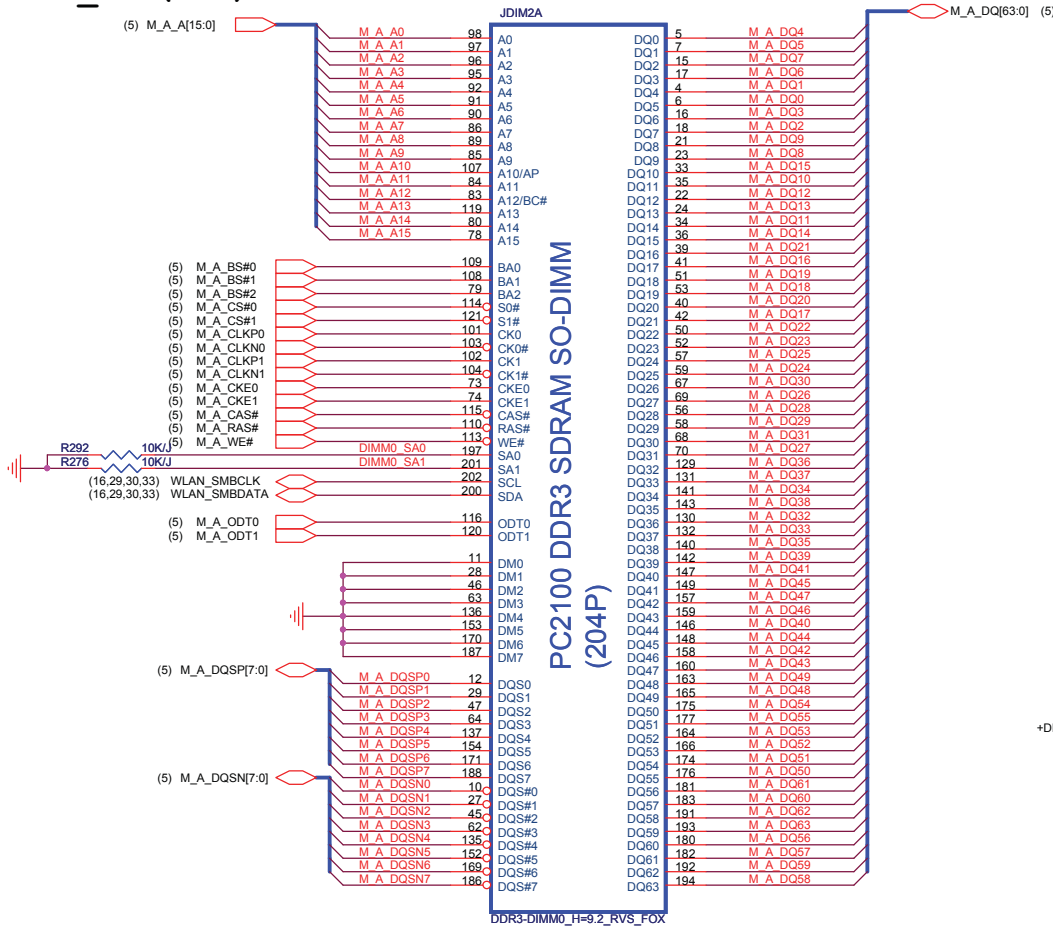 JDIM2A
(5) M_A_A[15:0]
M_A_A0 98 A0
M_A_A1 97 A1
M_A_A2 96 A2
M_A_A3 95 A3
M_A_A4 92 A4
M_A_A5 91 A5
M_A_A6 90 A6
M_A_A7 86 A7
M_A_A8 89 A8
M_A_A9 85 A9
M_A_A10 107 A10/AP
M_A_A11 84 A11
M_A_A12 83 A12/BC#
M_A_A13 119 A13
M_A_A14 80 A14
M_A_A15 78 A15
(5) M_A_BS#0 109 BA0
(5) M_A_BS#1 108 BA1
(5) M_A_BS#2 79 BA2
(5) M_A_CS#0 114 S0#
(5) M_A_CS#1 121 S1#
(5) M_A_CLKP0 101 CK0
(5) M_A_CLKN0 103 CK0#
(5) M_A_CLKP1 102 CK1
(5) M_A_CLKN1 104 CK1#
(5) M_A_CKE0 73 CKE0
(5) M_A_CKE1 74 CKE1
(5) M_A_CAS# 115 CAS#
(5) M_A_RAS# 110 RAS#
(5) M_A_WE# 113 WE#
R292 10K/J DIMM0_SA0 197 SA0
R276 10K/J DIMM0_SA1 201 SA1
(16,29,30,33) WLAN_SMBCLK 202 SCL
(16,29,30,33) WLAN_SMBDATA 200 SDA
(5) M_A_ODT0 116 ODT0
(5) M_A_ODT1 120 ODT1
11 DM0
28 DM1
46 DM2
63 DM3
136 DM4
153 DM5
170 DM6
187 DM7
(5) M_A_DQSP[7:0]
M_A_DQSP0 12 DQS0
M_A_DQSP1 29 DQS1
M_A_DQSP2 47 DQS2
M_A_DQSP3 64 DQS3
M_A_DQSP4 137 DQS4
M_A_DQSP5 154 DQS5
M_A_DQSP6 171 DQS6
M_A_DQSP7 188 DQS7
(5) M_A_DQSN[7:0]
M_A_DQSN0 10 DQS#0
M_A_DQSN1 27 DQS#1
M_A_DQSN2 45 DQS#2
M_A_DQSN3 62 DQS#3
M_A_DQSN4 135 DQS#4
M_A_DQSN5 152 DQS#5
M_A_DQSN6 169 DQS#6
M_A_DQSN7 186 DQS#7
PC2100 DDR3 SDRAM SO-DIMM
(204P)
M_A_DQ[63:0] (5)
DQ0 5 M_A_DQ4
DQ1 7 M_A_DQ5
DQ2 15 M_A_DQ7
DQ3 17 M_A_DQ6
DQ4 4 M_A_DQ1
DQ5 6 M_A_DQ0
DQ6 16 M_A_DQ3
DQ7 18 M_A_DQ2
DQ8 21 M_A_DQ9
DQ9 23 M_A_DQ8
DQ10 33 M_A_DQ15
DQ11 35 M_A_DQ10
DQ12 22 M_A_DQ12
DQ13 24 M_A_DQ13
DQ14 34 M_A_DQ11
DQ15 36 M_A_DQ14
DQ16 39 M_A_DQ21
DQ17 41 M_A_DQ16
DQ18 51 M_A_DQ19
DQ19 53 M_A_DQ18
DQ20 40 M_A_DQ20
DQ21 42 M_A_DQ17
DQ22 50 M_A_DQ22
DQ23 52 M_A_DQ23
DQ24 57 M_A_DQ25
DQ25 59 M_A_DQ24
DQ26 67 M_A_DQ30
DQ27 69 M_A_DQ26
DQ28 56 M_A_DQ28
DQ29 58 M_A_DQ29
DQ30 68 M_A_DQ31
DQ31 70 M_A_DQ27
DQ32 129 M_A_DQ36
DQ33 131 M_A_DQ37
DQ34 141 M_A_DQ34
DQ35 143 M_A_DQ38
DQ36 130 M_A_DQ32
DQ37 132 M_A_DQ33
DQ38 140 M_A_DQ35
DQ39 142 M_A_DQ39
DQ40 147 M_A_DQ41
DQ41 149 M_A_DQ45
DQ42 157 M_A_DQ47
DQ43 159 M_A_DQ46
DQ44 146 M_A_DQ40
DQ45 148 M_A_DQ44
DQ46 158 M_A_DQ42
DQ47 160 M_A_DQ43
DQ48 163 M_A_DQ49
DQ49 165 M_A_DQ48
DQ50 175 M_A_DQ54
DQ51 177 M_A_DQ55
DQ52 164 M_A_DQ53
DQ53 166 M_A_DQ52
DQ54 174 M_A_DQ51
DQ55 176 M_A_DQ50
DQ56 181 M_A_DQ61
DQ57 183 M_A_DQ60
DQ58 191 M_A_DQ62
DQ59 193 M_A_DQ63
DQ60 180 M_A_DQ56
DQ61 182 M_A_DQ57
DQ62 192 M_A_DQ59
DQ63 194 M_A_DQ58
DDR3-DIMM0_H=9.2_RVS_FOX